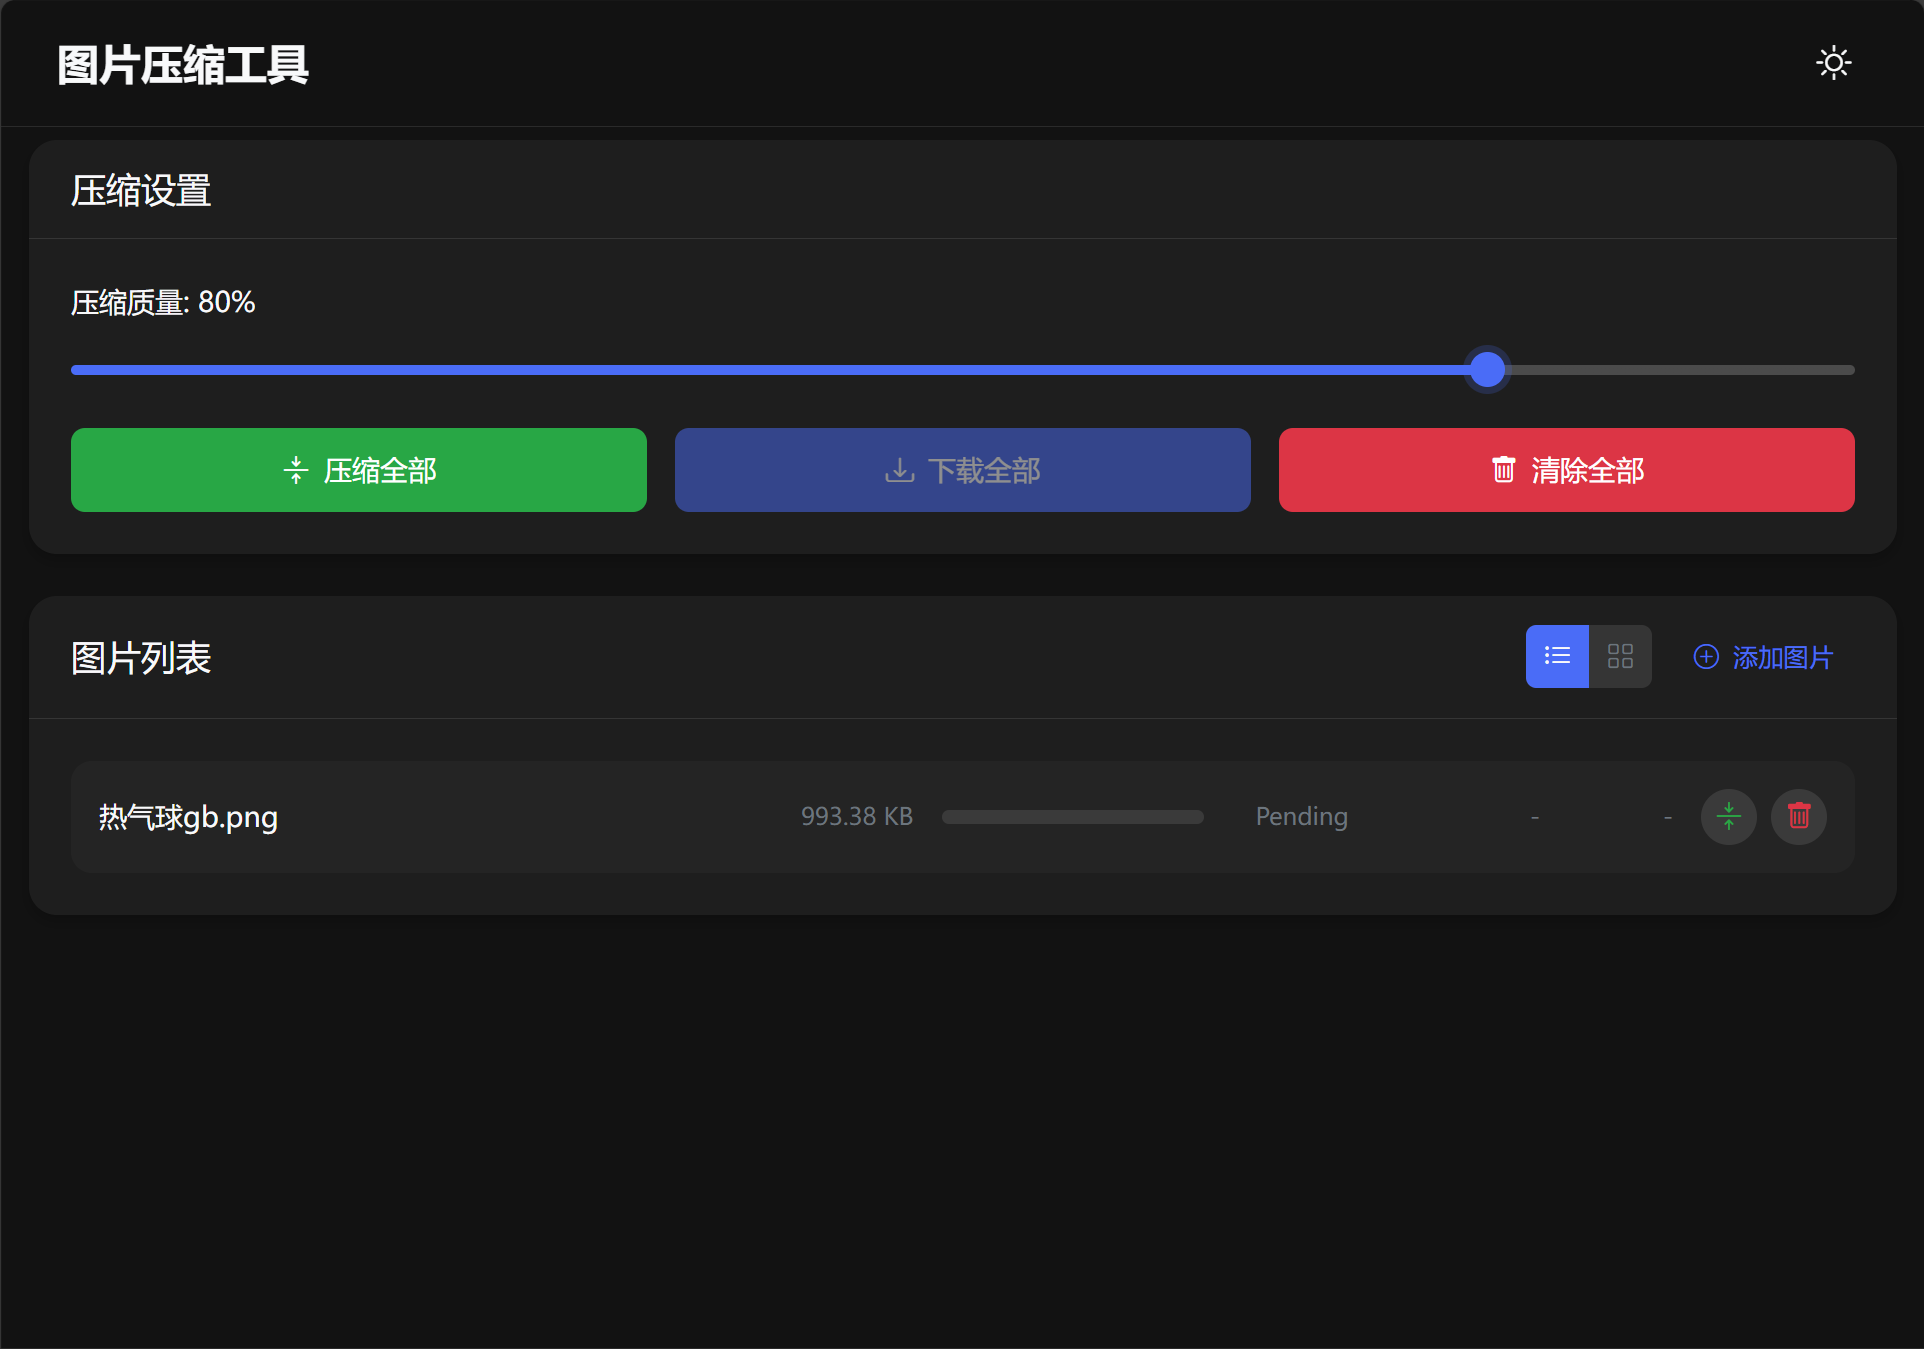 图片压缩工具
压缩设置
压缩质量: 80%
压缩全部
下载全部
清除全部
图片列表
添加图片
热气球gb.png 993.38 KB Pending - -